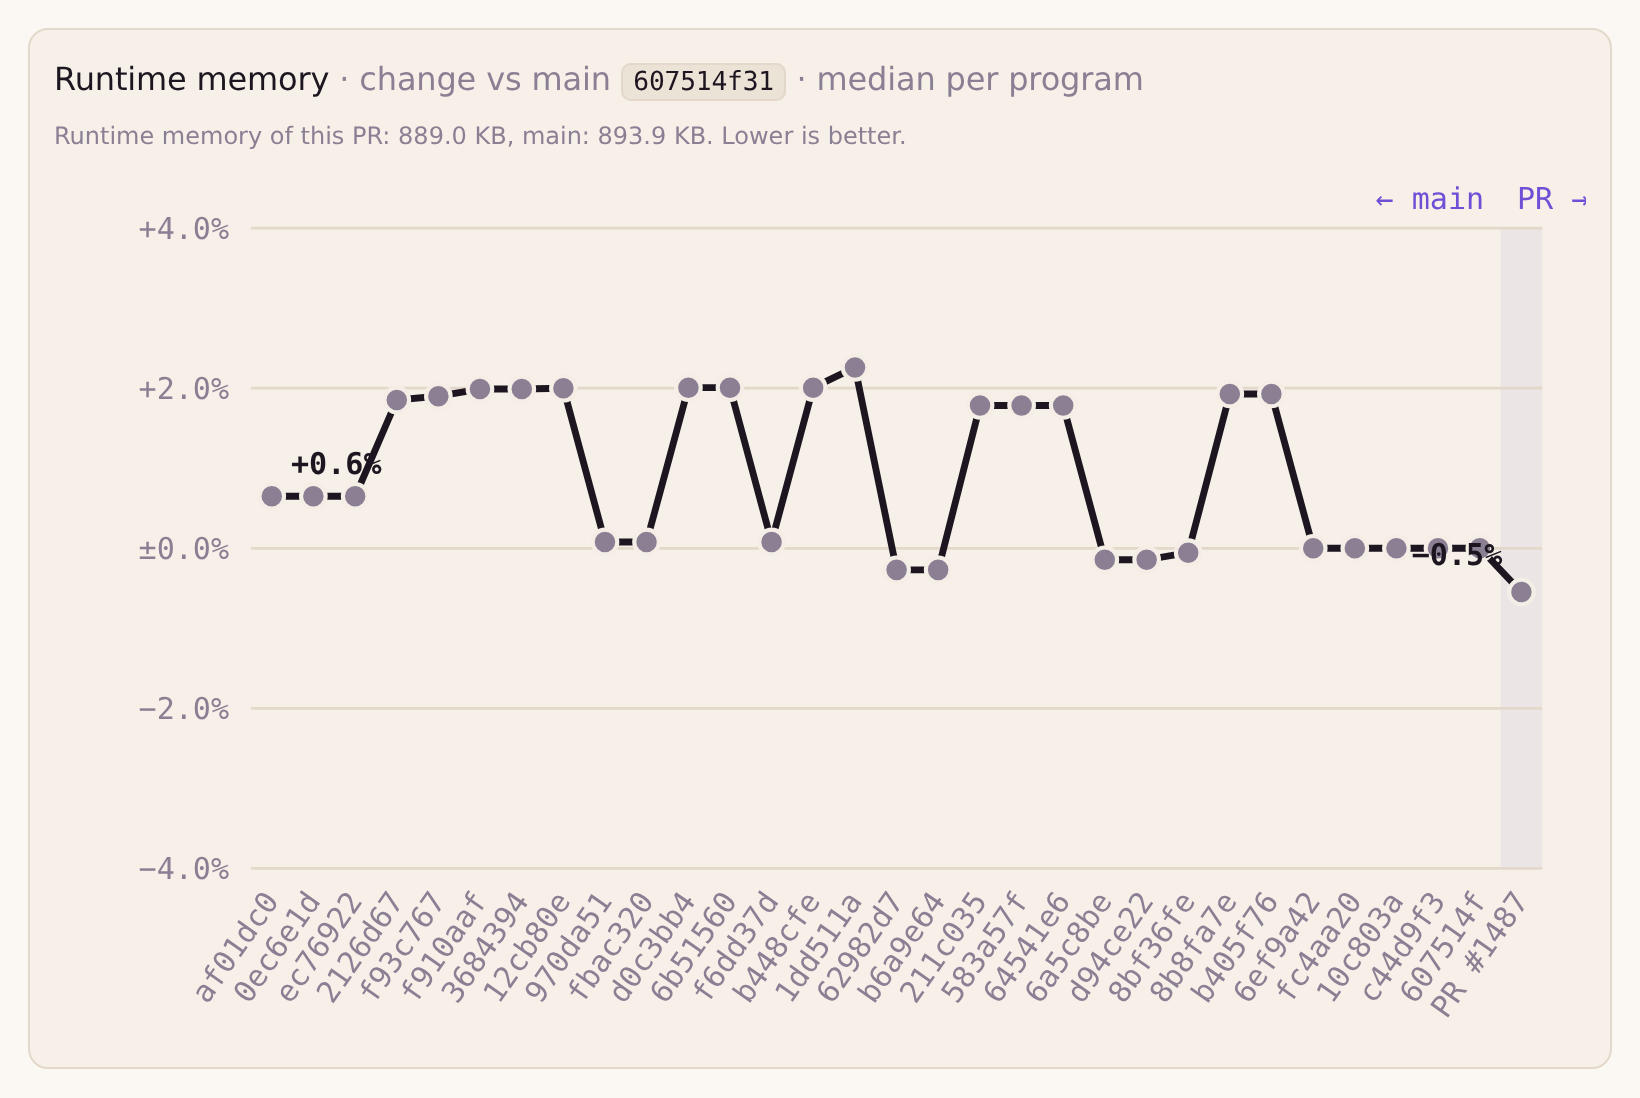 Runtime memory · change vs main 607514f31 · median per program
Runtime memory of this PR: 889.0 KB, main: 893.9 KB. Lower is better.
← main PR →
+4.0%
+2.0%
+0.6%
±0.0%
−0.5%
−2.0%
−4.0%
af01dc0
0ec6e1d
ec76922
2126d67
f93c767
f910aaf
3684394
12cb80e
970da51
fbac320
d0c3bb4
6b51560
f6dd37d
b448cfe
1dd511a
62982d7
b6a9e64
211c035
583a57f
64541e6
6a5c8be
d94ce22
8bf36fe
8b8fa7e
b405f76
6ef9a42
fc4aa20
10c803a
c44d9f3
607514f
PR #1487